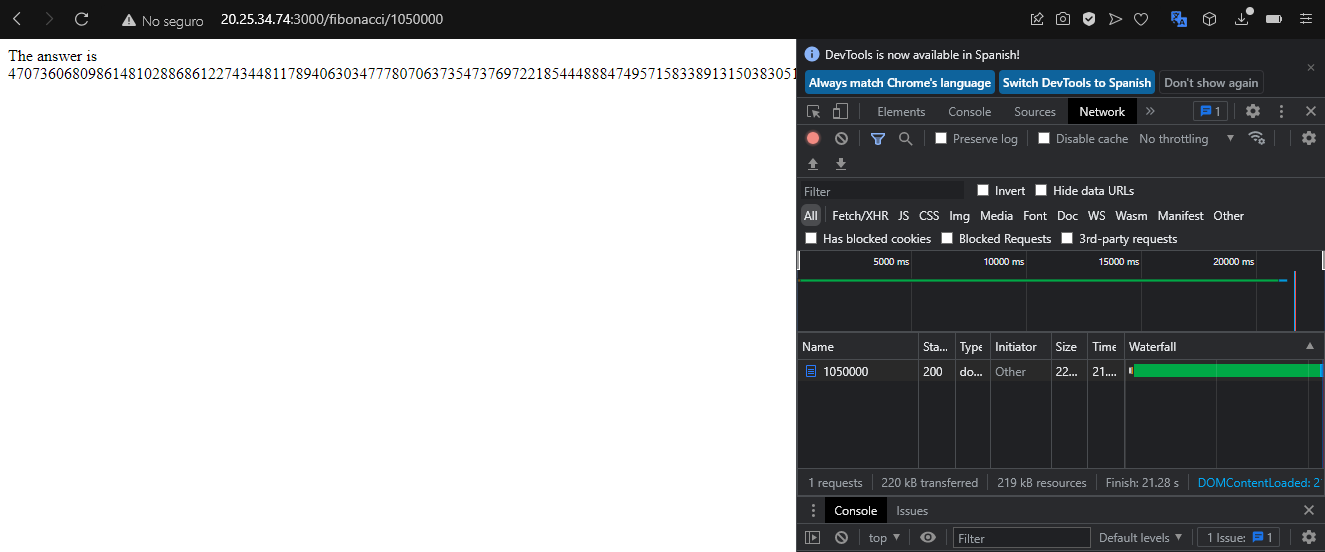 No seguro 20.25.34.74:3000/fibonacci/1050000
The answer is
DevTools is now available in Spanish!
Always match Chrome's language Switch DevTools to Spanish Don't show again
Elements Console Sources Network » 1
Preserve log Disable cache No throttling
Filter Invert Hide data URLs
All Fetch/XHR JS CSS Img Media Font Doc WS Wasm Manifest Other
Has blocked cookies Blocked Requests 3rd-party requests
5000 ms 10000 ms 15000 ms 20000 ms
Name Sta... Type Initiator Size Time Waterfall
1050000 200 do... Other 22... 21....
1 requests 220 kB transferred 219 kB resources Finish: 21.28 s DOMContentLoaded: 2
Console Issues
top Filter Default levels 1 Issue: 1